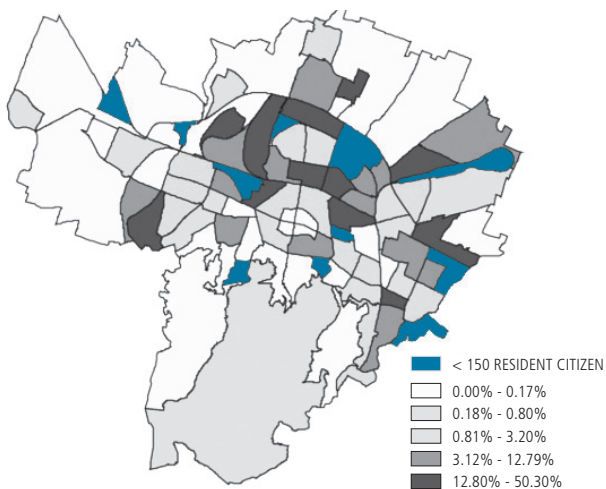 < 150 RESIDENT CITIZEN
0.00% - 0.17%
0.18% - 0.80%
0.81% - 3.20%
3.12% - 12.79%
12.80% - 50.30%